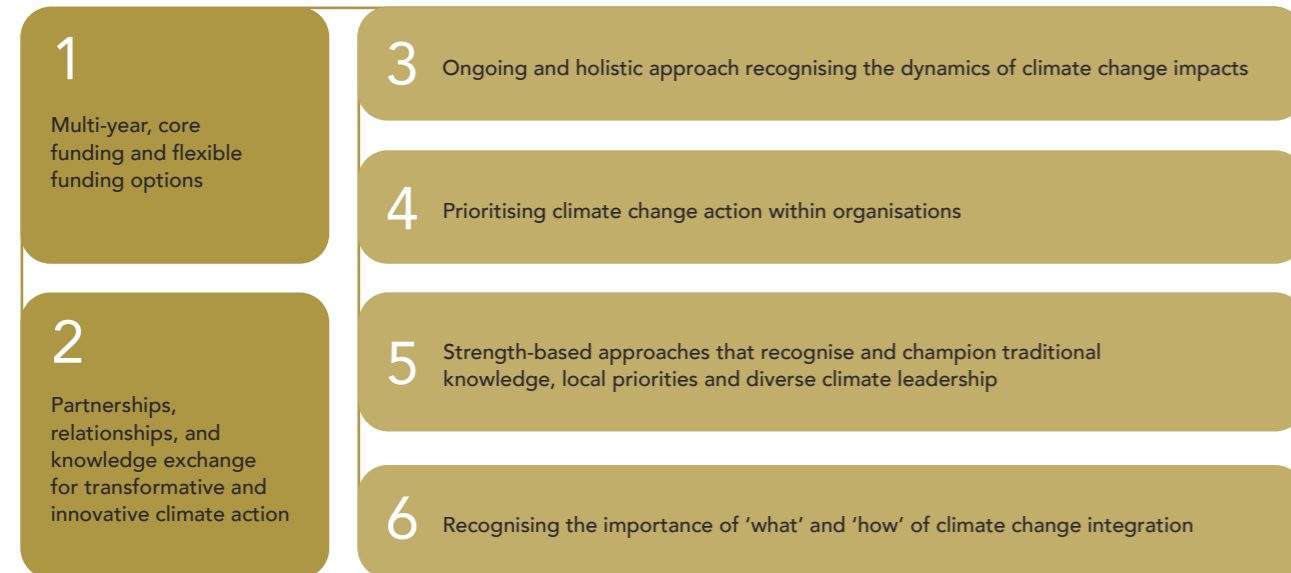 1
Multi-year, core
funding and flexible
funding options
2
Partnerships,
relationships, and
knowledge exchange
for transformative and
innovative climate action
3
Ongoing and holistic approach recognising the dynamics of climate change impacts
4
Prioritising climate change action within organisations
5
Strength-based approaches that recognise and champion traditional
knowledge, local priorities and diverse climate leadership
6
Recognising the importance of ‘what’ and ‘how’ of climate change integration